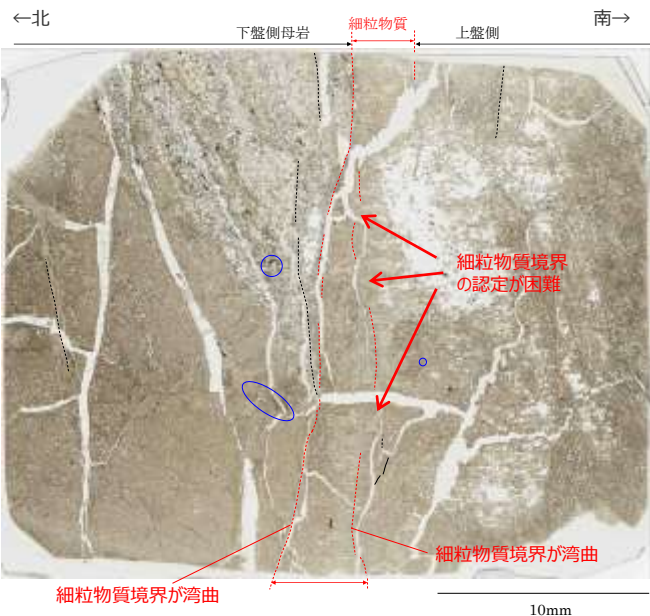 ←北
南→
下盤側母岩
細粒物質
上盤側
細粒物質境界
の認定が困難
細粒物質境界が湾曲
細粒物質境界が湾曲
10mm